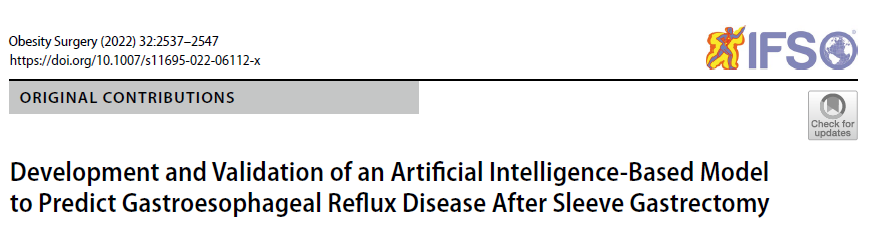 Obesity Surgery (2022) 32:2537–2547
https://doi.org/10.1007/s11695-022-06112-x
IFSO
ORIGINAL CONTRIBUTIONS
Check for
updates
Development and Validation of an Artificial Intelligence-Based Model
to Predict Gastroesophageal Reflux Disease After Sleeve Gastrectomy